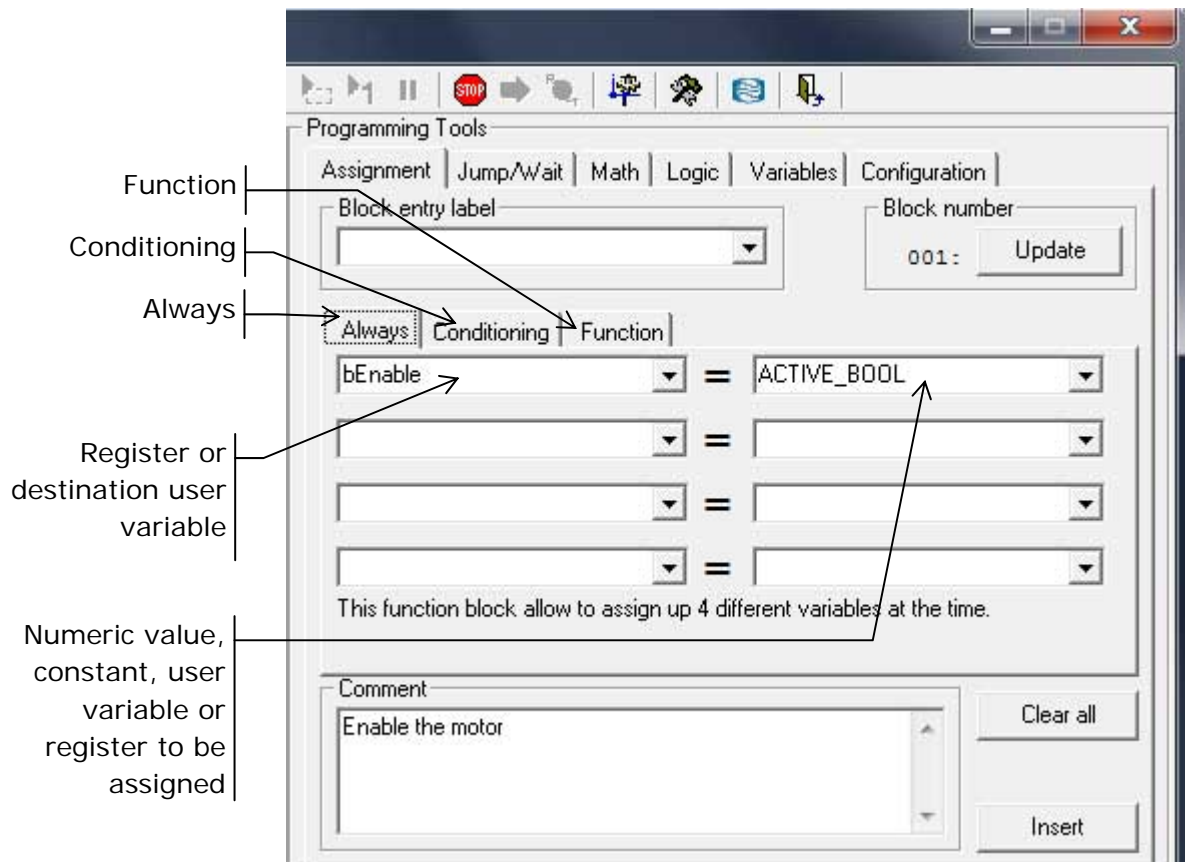 STOP
Programming Tools
Assignment Jump/Wait Math Logic Variables Configuration
Function
Block entry label
Block number
Conditioning
001: Update
Always
Always Conditioning Function
bEnable = ACTIVE_BOOL
=
Register or
destination user
variable
=
=
This function block allow to assign up 4 different variables at the time.
Numeric value,
constant, user
variable or
register to be
assigned
Comment
Enable the motor
Clear all
Insert